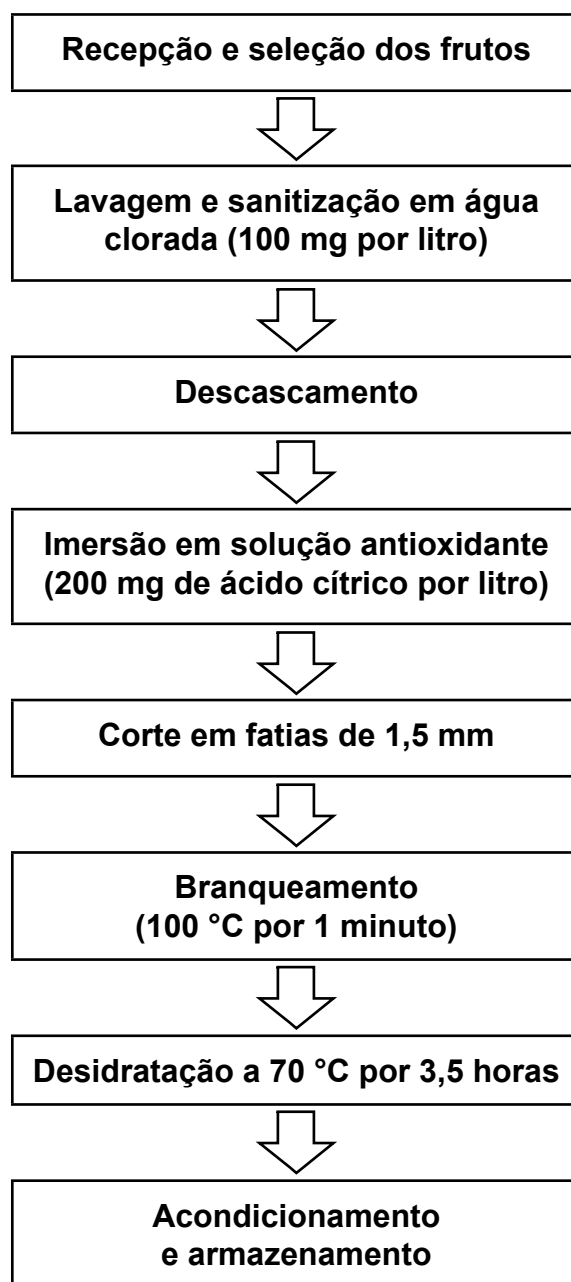 Recepção e seleção dos frutos
Lavagem e sanitização em água
clorada (100 mg por litro)
Descascamento
Imersão em solução antioxidante
(200 mg de ácido cítrico por litro)
Corte em fatias de 1,5 mm
Branqueamento
(100 °C por 1 minuto)
Desidratação a 70 °C por 3,5 horas
Acondicionamento
e armazenamento